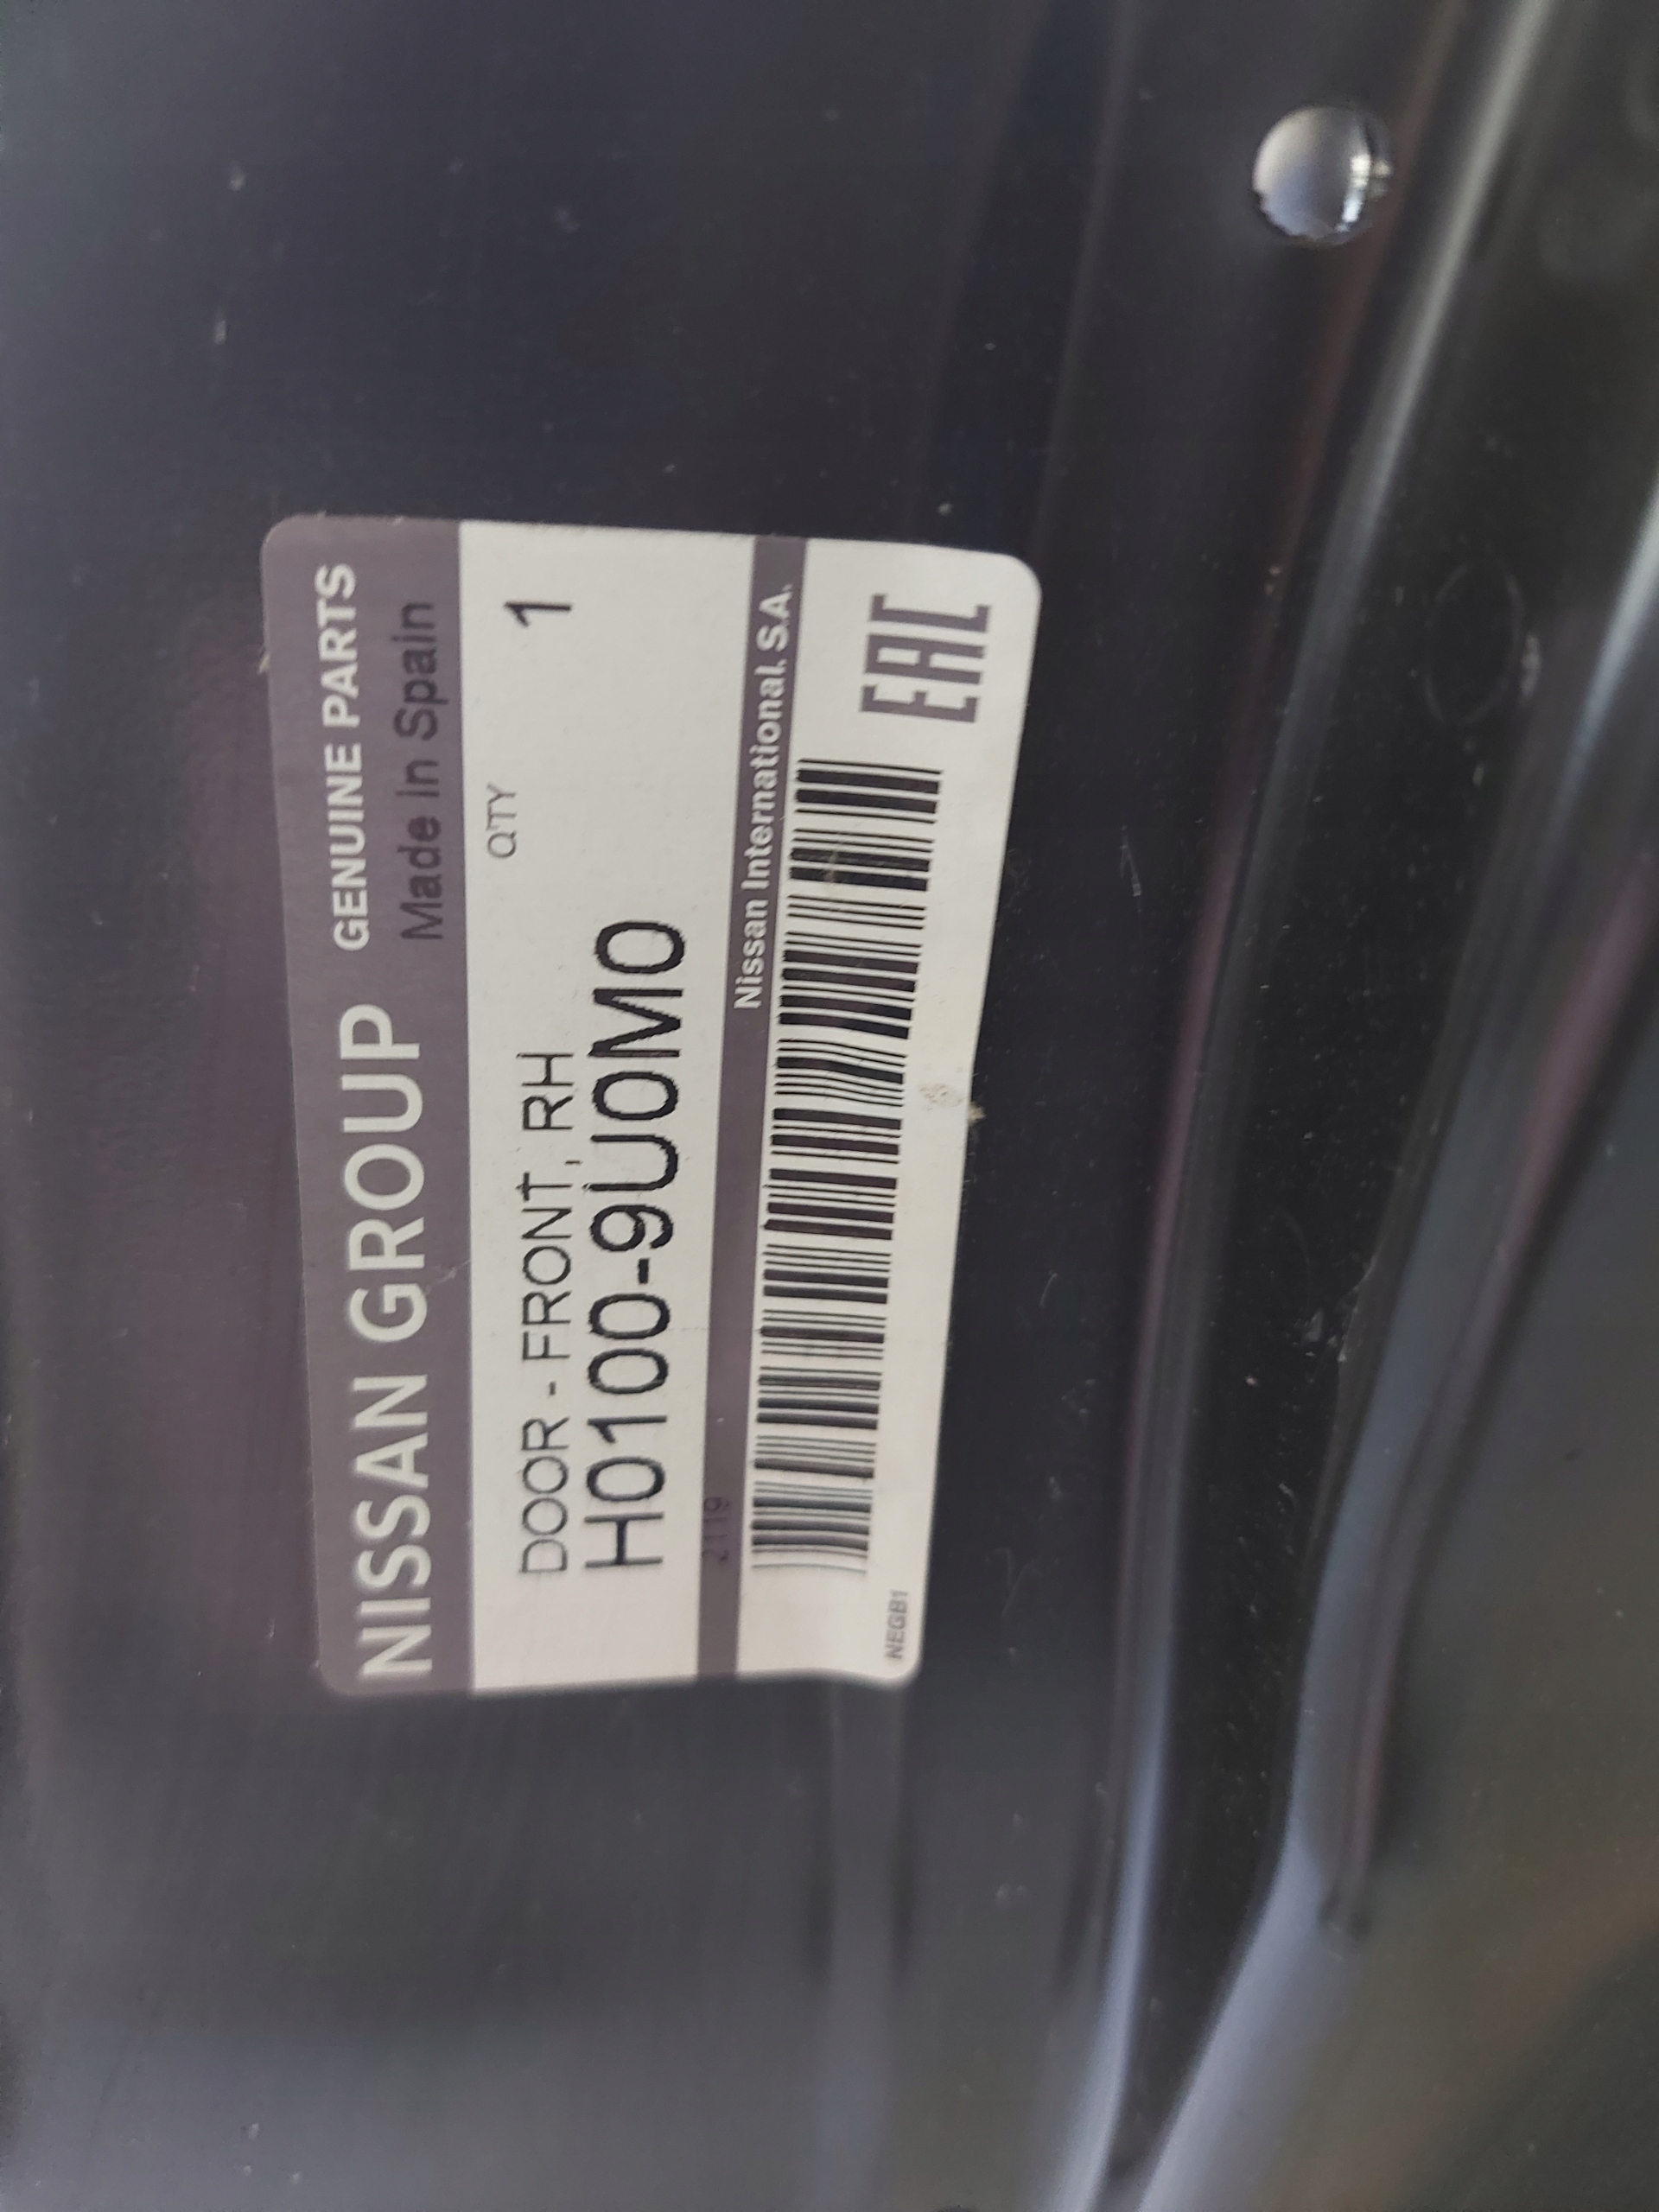 NISSAN GROUP GENUINE PARTS
Made in Spain
QTY
DOOR - FRONT, RH 1
H0100-9U0M0
2119
Nissan International. S.A.
EAC
NEGB1